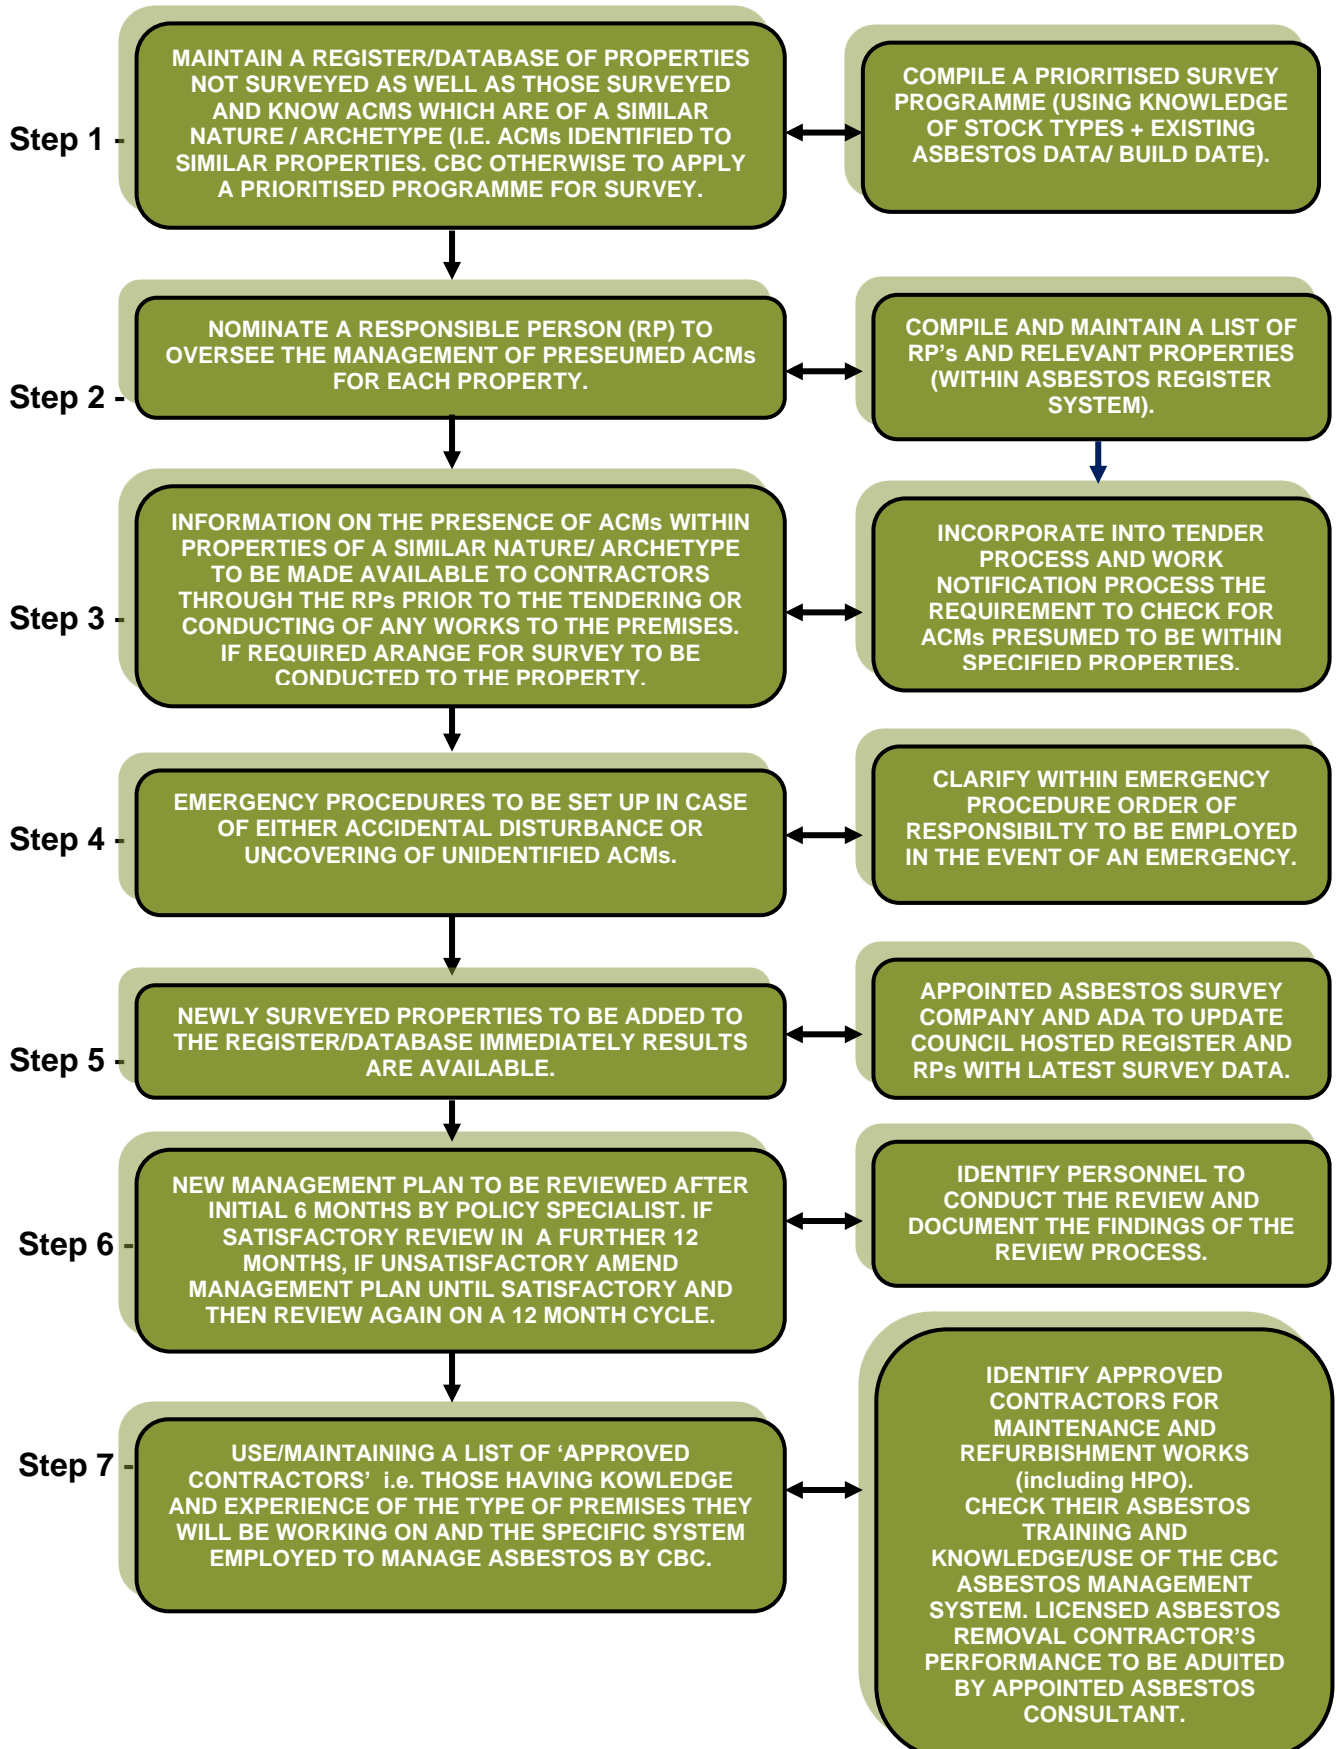 Step 1 -
MAINTAIN A REGISTER/DATABASE OF PROPERTIES
NOT SURVEYED AS WELL AS THOSE SURVEYED
AND KNOW ACMS WHICH ARE OF A SIMILAR
NATURE / ARCHETYPE (I.E. ACMs IDENTIFIED TO
SIMILAR PROPERTIES. CBC OTHERWISE TO APPLY
A PRIORITISED PROGRAMME FOR SURVEY.
COMPILE A PRIORITISED SURVEY
PROGRAMME (USING KNOWLEDGE
OF STOCK TYPES + EXISTING
ASBESTOS DATA/ BUILD DATE).
Step 2 -
NOMINATE A RESPONSIBLE PERSON (RP) TO
OVERSEE THE MANAGEMENT OF PRESEUMED ACMs
FOR EACH PROPERTY.
COMPILE AND MAINTAIN A LIST OF
RP's AND RELEVANT PROPERTIES
(WITHIN ASBESTOS REGISTER
SYSTEM).
Step 3 -
INFORMATION ON THE PRESENCE OF ACMs WITHIN
PROPERTIES OF A SIMILAR NATURE/ ARCHETYPE
TO BE MADE AVAILABLE TO CONTRACTORS
THROUGH THE RPs PRIOR TO THE TENDERING OR
CONDUCTING OF ANY WORKS TO THE PREMISES.
IF REQUIRED ARANGE FOR SURVEY TO BE
CONDUCTED TO THE PROPERTY.
INCORPORATE INTO TENDER
PROCESS AND WORK
NOTIFICATION PROCESS THE
REQUIREMENT TO CHECK FOR
ACMs PRESUMED TO BE WITHIN
SPECIFIED PROPERTIES.
Step 4 -
EMERGENCY PROCEDURES TO BE SET UP IN CASE
OF EITHER ACCIDENTAL DISTURBANCE OR
UNCOVERING OF UNIDENTIFIED ACMs.
CLARIFY WITHIN EMERGENCY
PROCEDURE ORDER OF
RESPONSIBILTY TO BE EMPLOYED
IN THE EVENT OF AN EMERGENCY.
Step 5 -
NEWLY SURVEYED PROPERTIES TO BE ADDED TO
THE REGISTER/DATABASE IMMEDIATELY RESULTS
ARE AVAILABLE.
APPOINTED ASBESTOS SURVEY
COMPANY AND ADA TO UPDATE
COUNCIL HOSTED REGISTER AND
RPs WITH LATEST SURVEY DATA.
Step 6 -
NEW MANAGEMENT PLAN TO BE REVIEWED AFTER
INITIAL 6 MONTHS BY POLICY SPECIALIST. IF
SATISFACTORY REVIEW IN  A FURTHER 12
MONTHS, IF UNSATISFACTORY AMEND
MANAGEMENT PLAN UNTIL SATISFACTORY AND
THEN REVIEW AGAIN ON A 12 MONTH CYCLE.
IDENTIFY PERSONNEL TO
CONDUCT THE REVIEW AND
DOCUMENT THE FINDINGS OF THE
REVIEW PROCESS.
Step 7 -
USE/MAINTAINING A LIST OF ‘APPROVED
CONTRACTORS’  i.e. THOSE HAVING KOWLEDGE
AND EXPERIENCE OF THE TYPE OF PREMISES THEY
WILL BE WORKING ON AND THE SPECIFIC SYSTEM
EMPLOYED TO MANAGE ASBESTOS BY CBC.
IDENTIFY APPROVED
CONTRACTORS FOR
MAINTENANCE AND
REFURBISHMENT WORKS
(including HPO).
CHECK THEIR ASBESTOS
TRAINING AND
KNOWLEDGE/USE OF THE CBC
ASBESTOS MANAGEMENT
SYSTEM. LICENSED ASBESTOS
REMOVAL CONTRACTOR’S
PERFORMANCE TO BE ADUITED
BY APPOINTED ASBESTOS
CONSULTANT.